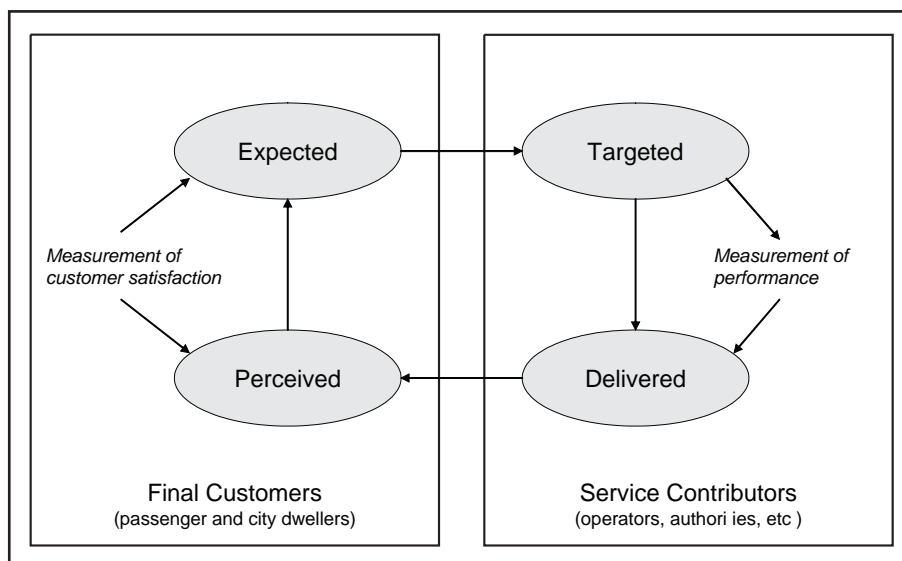 Expected
Targeted
Measurement of
customer satisfaction
Measurement of
performance
Perceived
Delivered
Final Customers
(passenger and city dwellers)
Service Contributors
(operators, authori ies, etc )